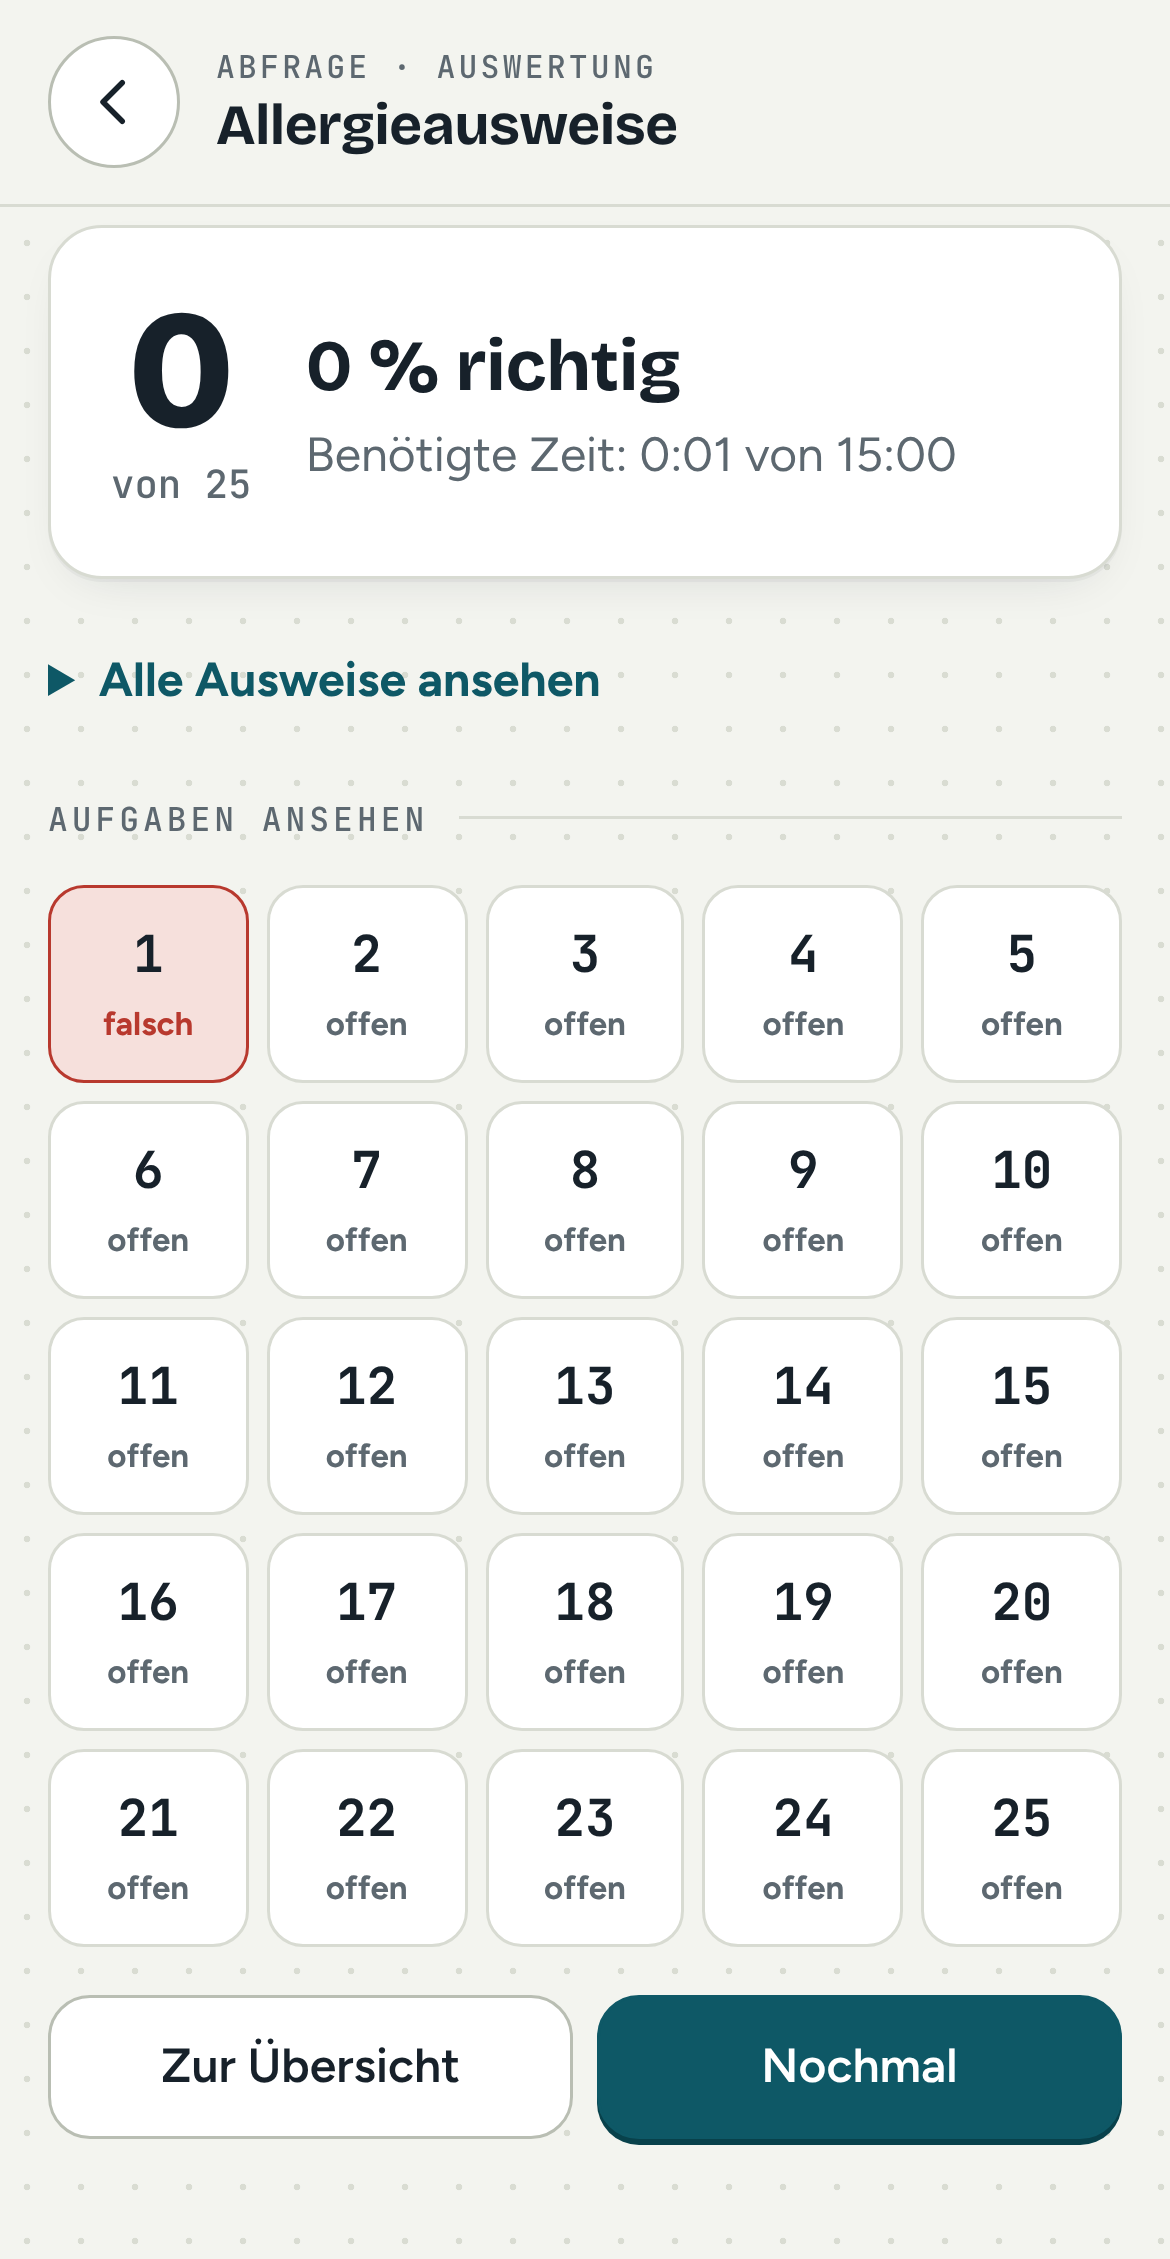 ABFRAGE · AUSWERTUNG
Allergieausweise
0
von 25
0 % richtig
Benötigte Zeit: 0:01 von 15:00
Alle Ausweise ansehen
AUFGABEN ANSEHEN
1 2 3 4 5
falsch offen offen offen offen
6 7 8 9 10
offen offen offen offen offen
11 12 13 14 15
offen offen offen offen offen
16 17 18 19 20
offen offen offen offen offen
21 22 23 24 25
offen offen offen offen offen
Zur Übersicht Nochmal